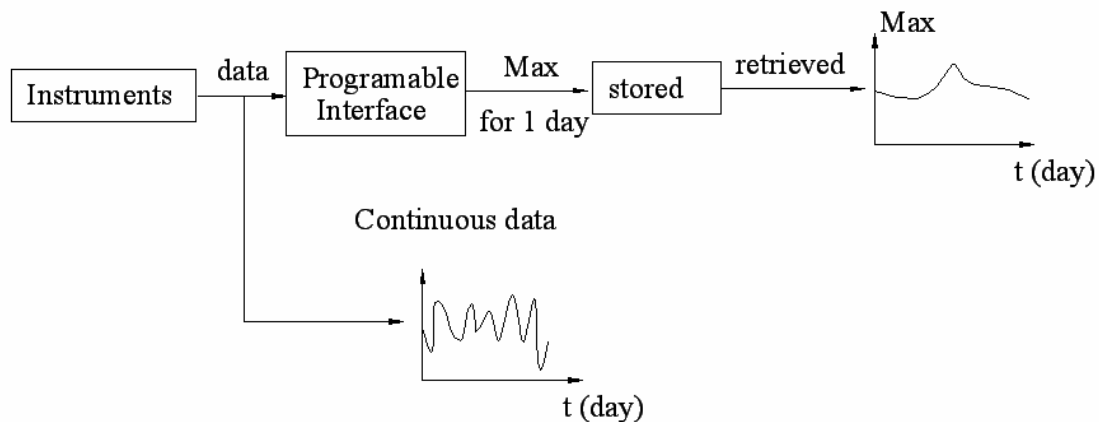 Instruments
data
Programable
Interface
Max
for 1 day
stored
retrieved
Max
t (day)
Continuous data
t (day)